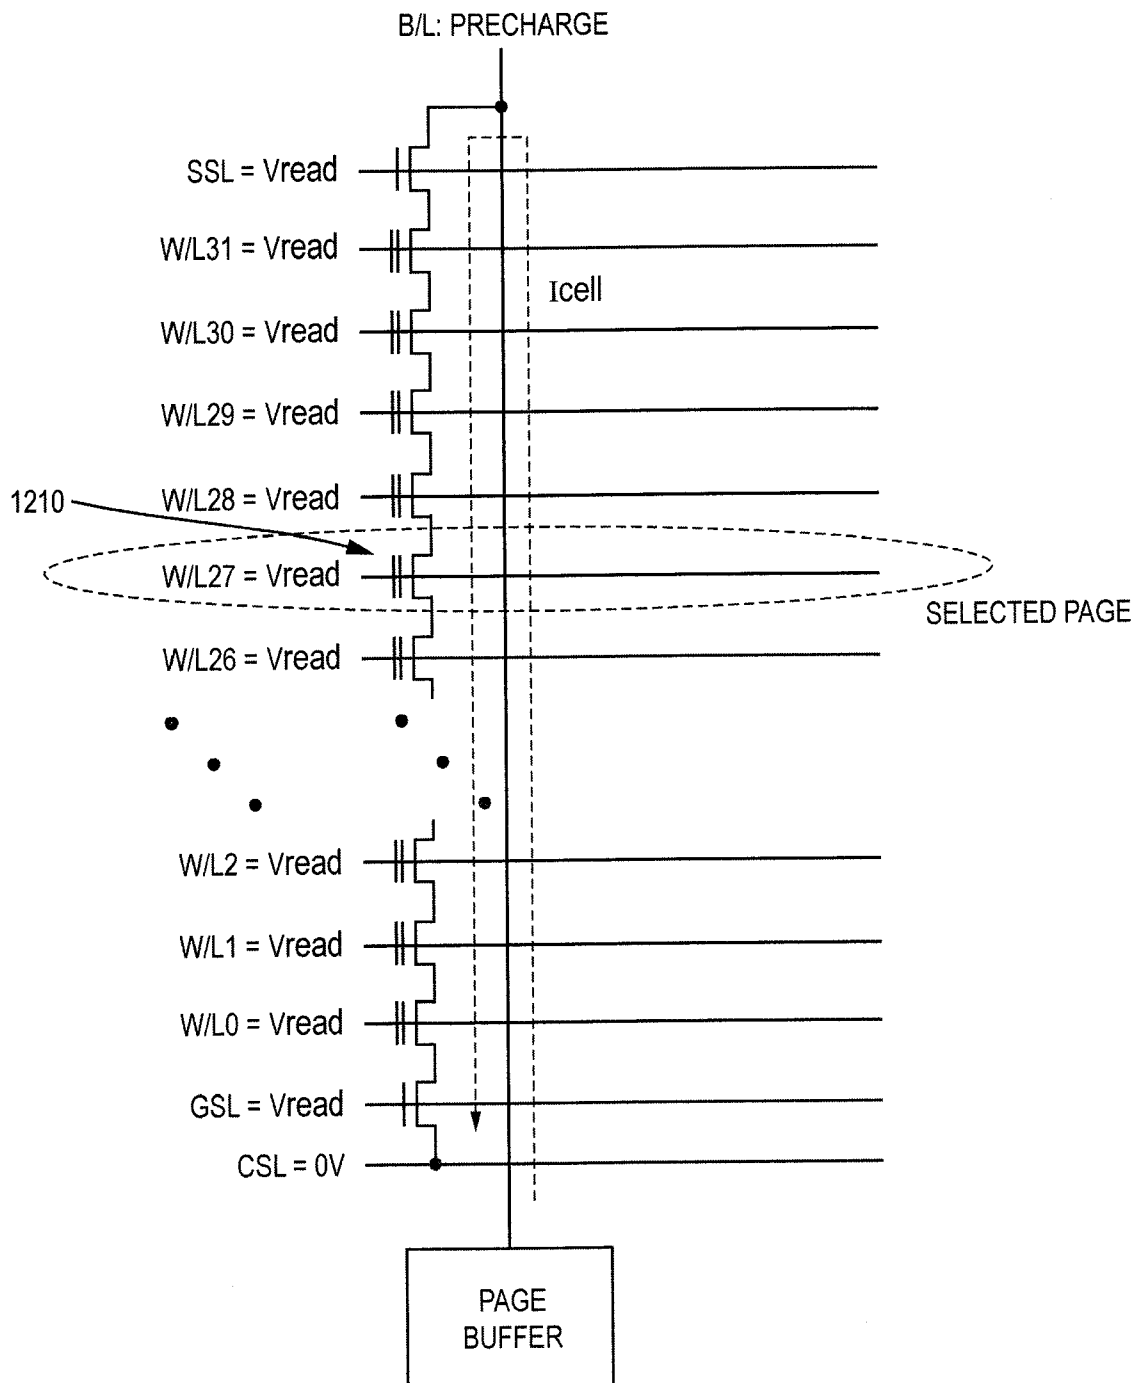 B/L: PRECHARGE
SSL = Vread
W/L31 = Vread
Icell
W/L30 = Vread
W/L29 = Vread
W/L28 = Vread
1210
W/L27 = Vread
SELECTED PAGE
W/L26 = Vread
W/L2 = Vread
W/L1 = Vread
W/L0 = Vread
GSL = Vread
CSL = 0V
PAGE
BUFFER